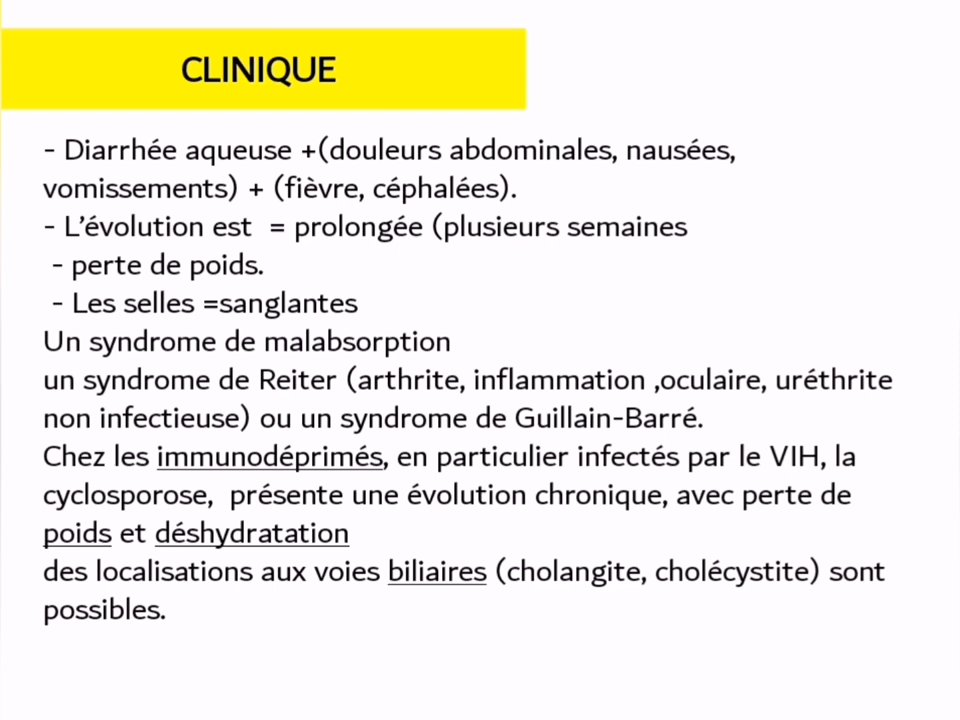 CLINIQUE
- Diarrhée aqueuse +(douleurs abdominales, nausées,
vomissements) + (fièvre, céphalées).
- L’évolution est  = prolongée (plusieurs semaines
- perte de poids.
- Les selles =sanglantes
Un syndrome de malabsorption
un syndrome de Reiter (arthrite, inflammation ,oculaire, uréthrite
non infectieuse) ou un syndrome de Guillain-Barré.
Chez les immunodéprimés, en particulier infectés par le VIH, la
cyclosporose,  présente une évolution chronique, avec perte de
poids et déshydratation
des localisations aux voies biliaires (cholangite, cholécystite) sont
possibles.